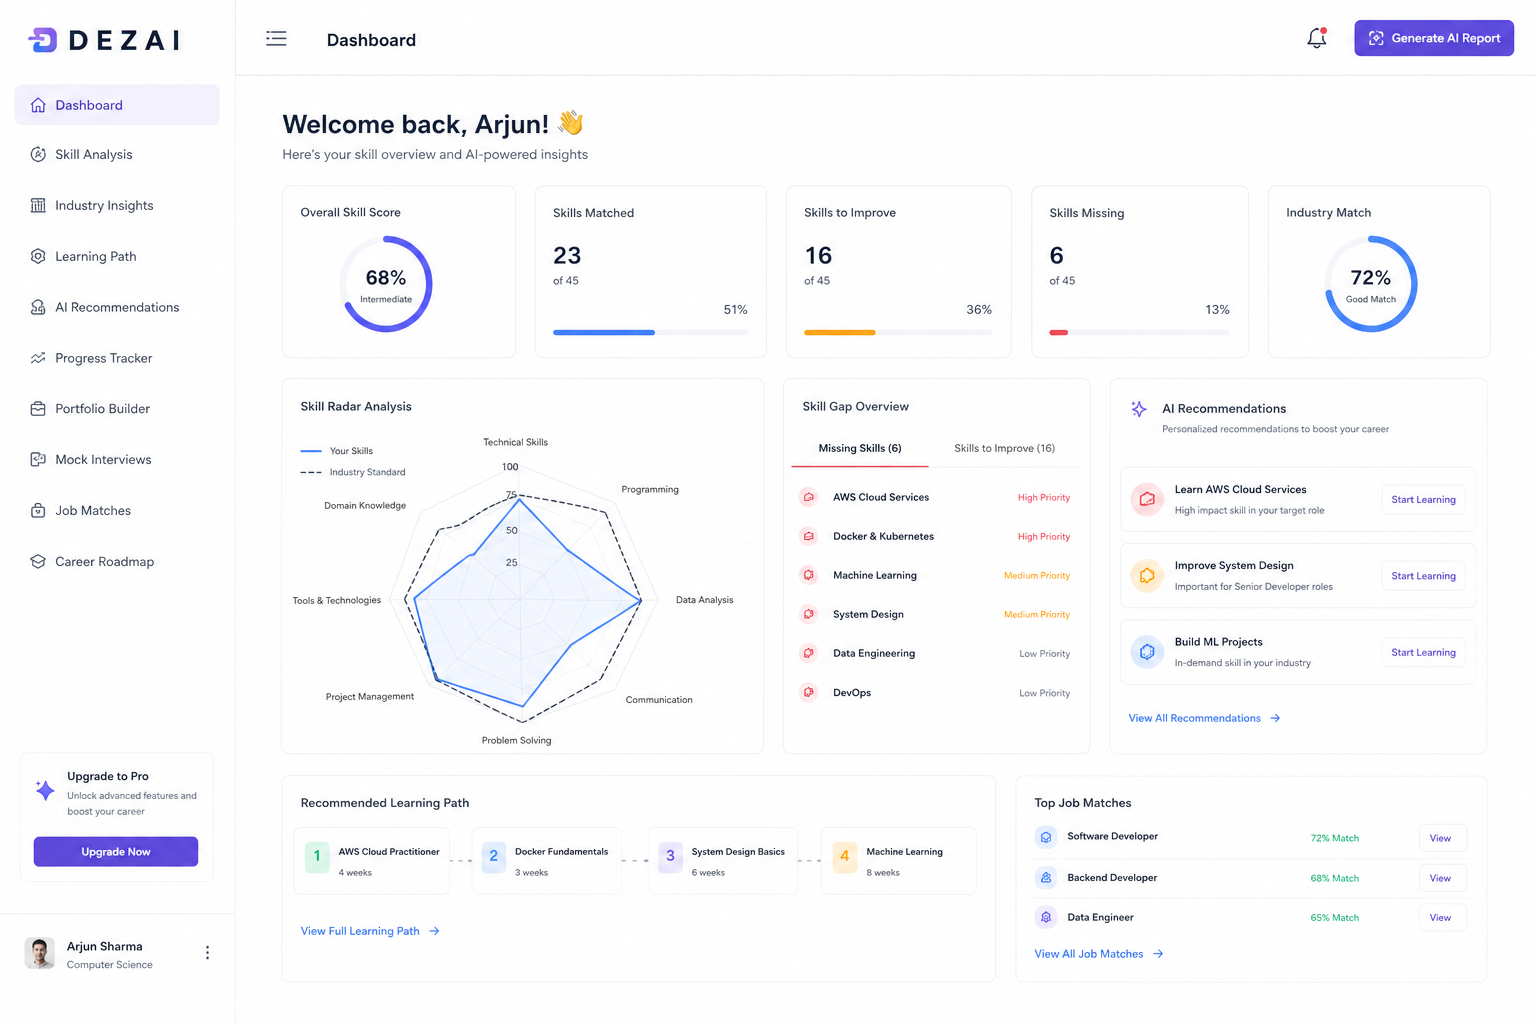 DEZAI
Dashboard
Skill Analysis
Industry Insights
Learning Path
AI Recommendations
Progress Tracker
Portfolio Builder
Mock Interviews
Job Matches
Career Roadmap
Upgrade to Pro
Unlock advanced features and
boost your career
Upgrade Now
Arjun Sharma
Computer Science
Dashboard
Generate AI Report
Welcome back, Arjun! 👋
Here's your skill overview and AI-powered insights
Overall Skill Score
68%
Intermediate
Skills Matched
23
of 45
51%
Skills to Improve
16
of 45
36%
Skills Missing
6
of 45
13%
Industry Match
72%
Good Match
Skill Radar Analysis
Your Skills
Industry Standard
Technical Skills
Programming
Data Analysis
Communication
Problem Solving
Project Management
Tools & Technologies
Domain Knowledge
100
75
50
25
Skill Gap Overview
Missing Skills (6)
Skills to Improve (16)
AWS Cloud Services High Priority
Docker & Kubernetes High Priority
Machine Learning Medium Priority
System Design Medium Priority
Data Engineering Low Priority
DevOps Low Priority
AI Recommendations
Personalized recommendations to boost your career
Learn AWS Cloud Services
High impact skill in your target role
Start Learning
Improve System Design
Important for Senior Developer roles
Start Learning
Build ML Projects
In-demand skill in your industry
Start Learning
View All Recommendations →
Recommended Learning Path
1
AWS Cloud Practitioner
4 weeks
2
Docker Fundamentals
3 weeks
3
System Design Basics
6 weeks
4
Machine Learning
8 weeks
View Full Learning Path →
Top Job Matches
Software Developer 72% Match View
Backend Developer 68% Match View
Data Engineer 65% Match View
View All Job Matches →